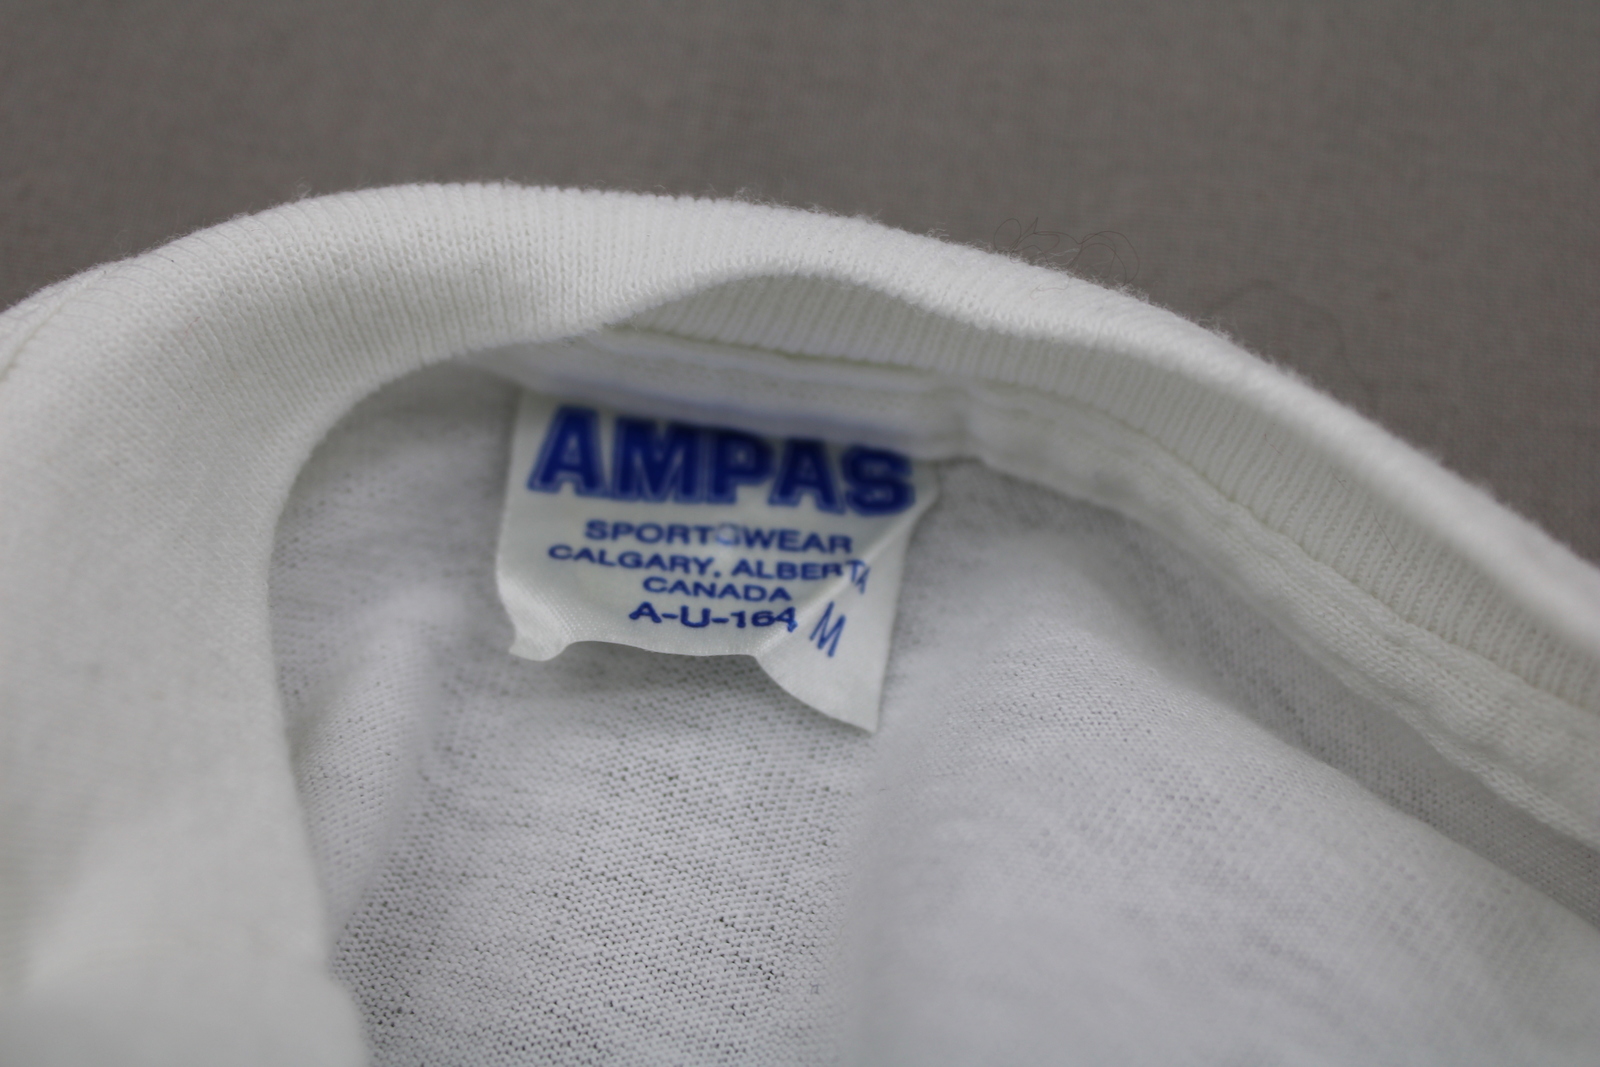 AMPAS
SPORTSWEAR
CALGARY, ALBERTA
CANADA
A-U-164 M